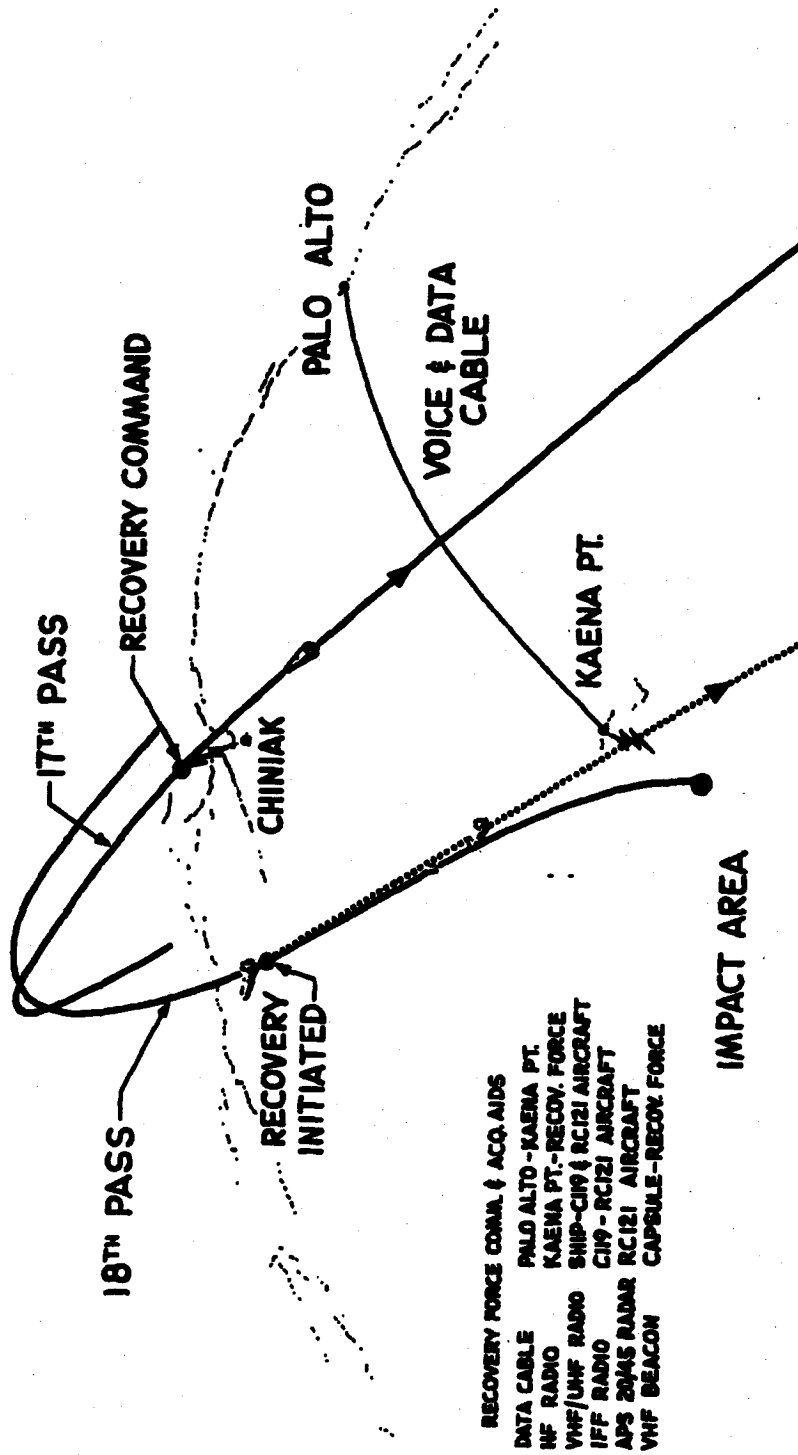 18TH PASS
17TH PASS
RECOVERY COMMAND
PALO ALTO
CHINIAK
VOICE & DATA
CABLE
RECOVERY
INITIATED
KAENA PT.
IMPACT AREA
RECOVERY FORCE COMM. & ACQ. AIDS
DATA CABLE PALO ALTO-KAENA PT.
HF RADIO KAENA PT.-RECOV. FORCE
VHF/UHF RADIO SHIP-C119 & RC121 AIRCRAFT
IFF RADIO C119-RC121 AIRCRAFT
APS 20/45 RADAR RC121 AIRCRAFT
VHF BEACON CAPSULE-RECOV. FORCE